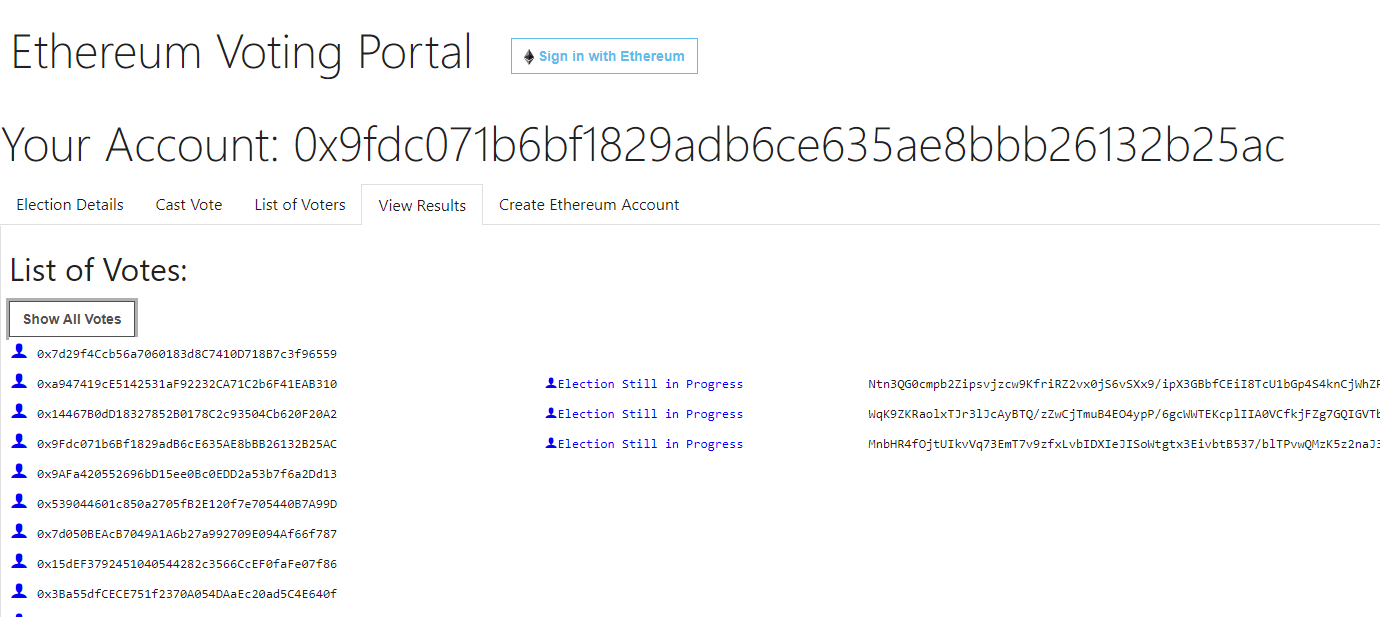 Ethereum Voting Portal Sign in with Ethereum
Your Account: 0x9fdc071b6bf1829adb6ce635ae8bbb26132b25ac
Election Details Cast Vote List of Voters View Results Create Ethereum Account
List of Votes:
Show All Votes
0x7d29f4Ccb56a7060183d8C7410D718B7c3f96559
0xa947419cE5142531aF92232CA71C2b6F41EAB310 Election Still in Progress Ntn3QG0cmpb2Zipsvjzcw9KfriRZ2vx0jS6vSXx9/ipX3GBbfCEiI8TcU1bGp4S4knCjWhZF
0x14467B0dD18327852B0178C2c93504Cb620F20A2 Election Still in Progress WqK9ZKRaolxTJr3lJcAyBTQ/zZwCjTmuB4EO4ypP/6gcWWTEKcplIIA0VCfkjFZg7GQIGVTb
0x9Fdc071b6Bf1829adB6cE635AE8bBB26132B25AC Election Still in Progress MnbHR4fOjtUIkvVq73EmT7v9zfxLvbIDXIeJISoWtgtx3EivbtB537/blTPvwQMzK5z2naJ3
0x9AFa420552696bD15ee0Bc0EDD2a53b7f6a2Dd13
0x539044601c850a2705fB2E120f7e705440B7A99D
0x7d050BEAcB7049A1A6b27a992709E094Af66f787
0x15dEF3792451040544282c3566CcEF0faFe07f86
0x3Ba55dfCECE751f2370A054DAaEc20ad5C4E640f